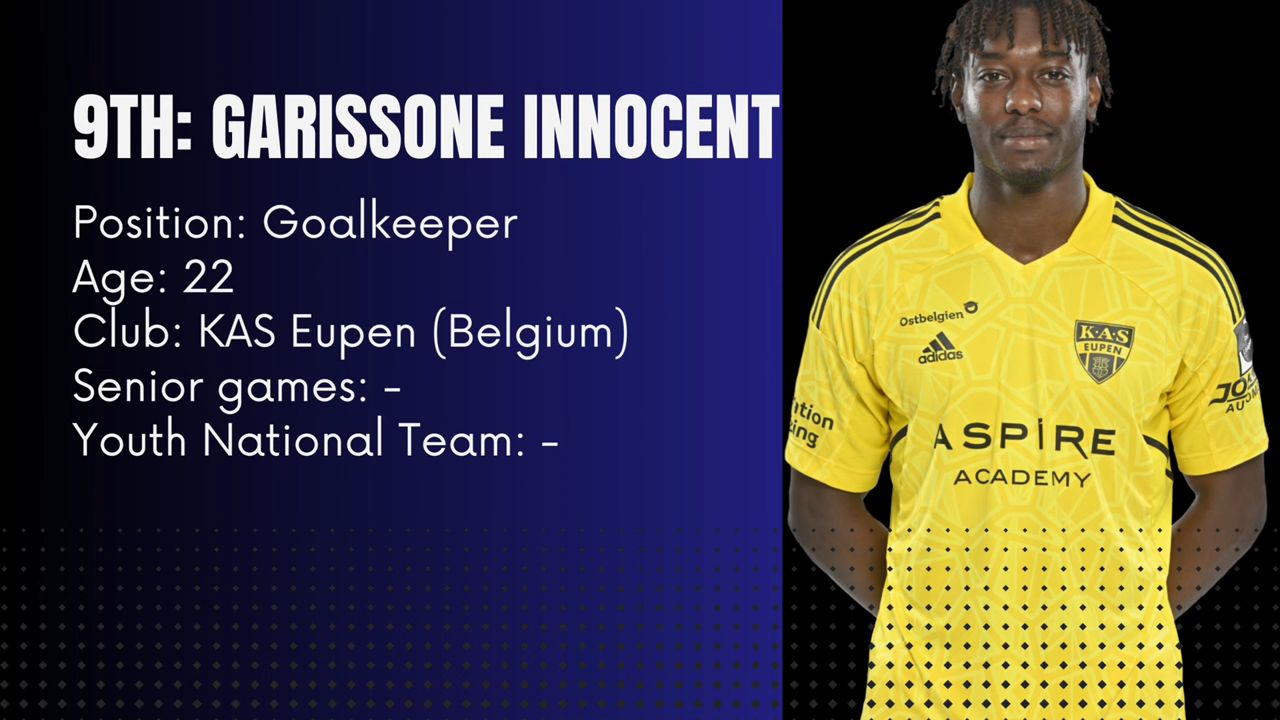 9TH: GARISSONE INNOCENT
Position: Goalkeeper
Age: 22
Club: KAS Eupen (Belgium)
Senior games: -
Youth National Team: -
Ostbelgien
adidas
K·A·S
EUPEN
ASPIRE
ACADEMY